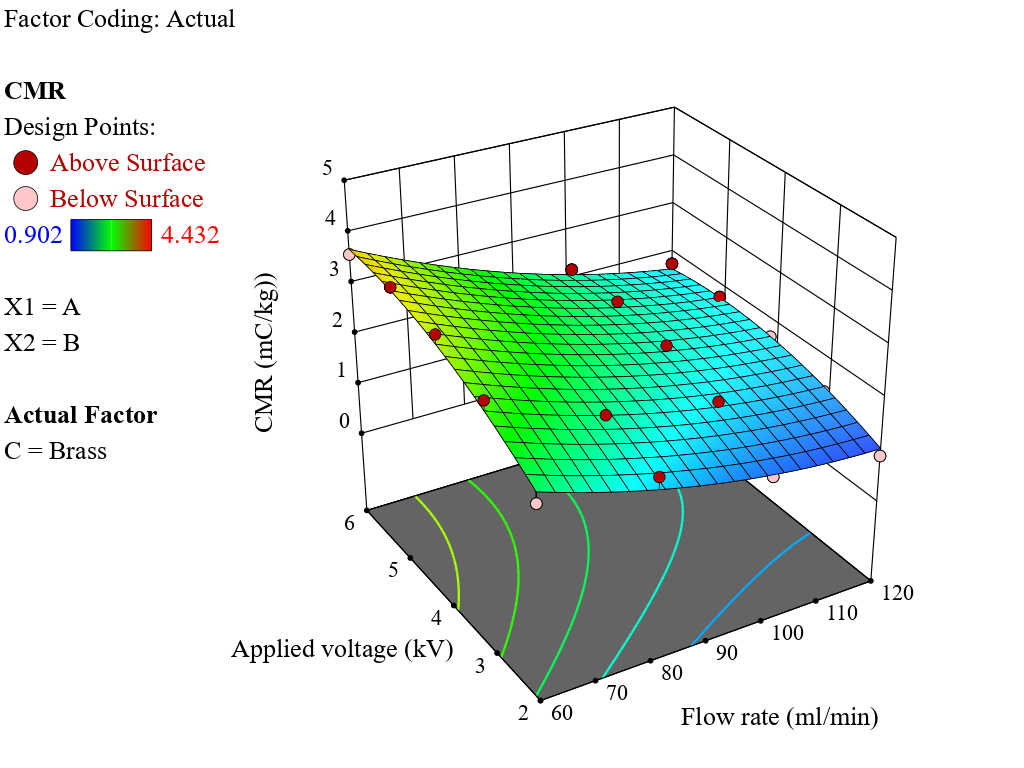 Factor Coding: Actual
CMR
Design Points:
Above Surface
Below Surface
0.902 4.432
X1 = A
X2 = B
Actual Factor
C = Brass
CMR (mC/kg))
5
4
3
2
1
0
6
5
4
3
2
Applied voltage (kV)
60
70
80
90
100
110
120
Flow rate (ml/min)